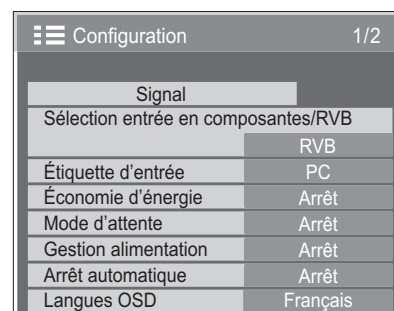 Configuration 1/2
Signal
Sélection entrée en composantes/RVB
RVB
Étiquette d'entrée PC
Économie d'énergie Arrêt
Mode d'attente Arrêt
Gestion alimentation Arrêt
Arrêt automatique Arrêt
Langues OSD Français